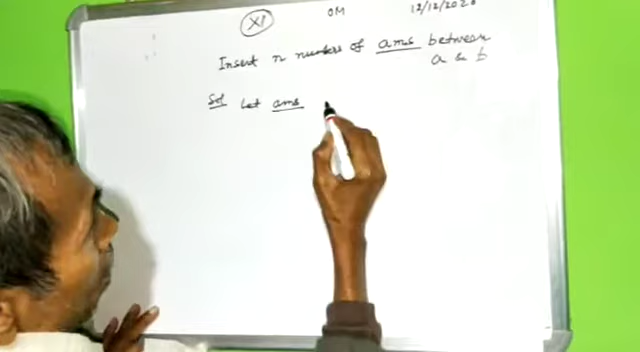 XI OM 12/12/2020
Insert n numbers of ams between
a & b
Sol Let ams